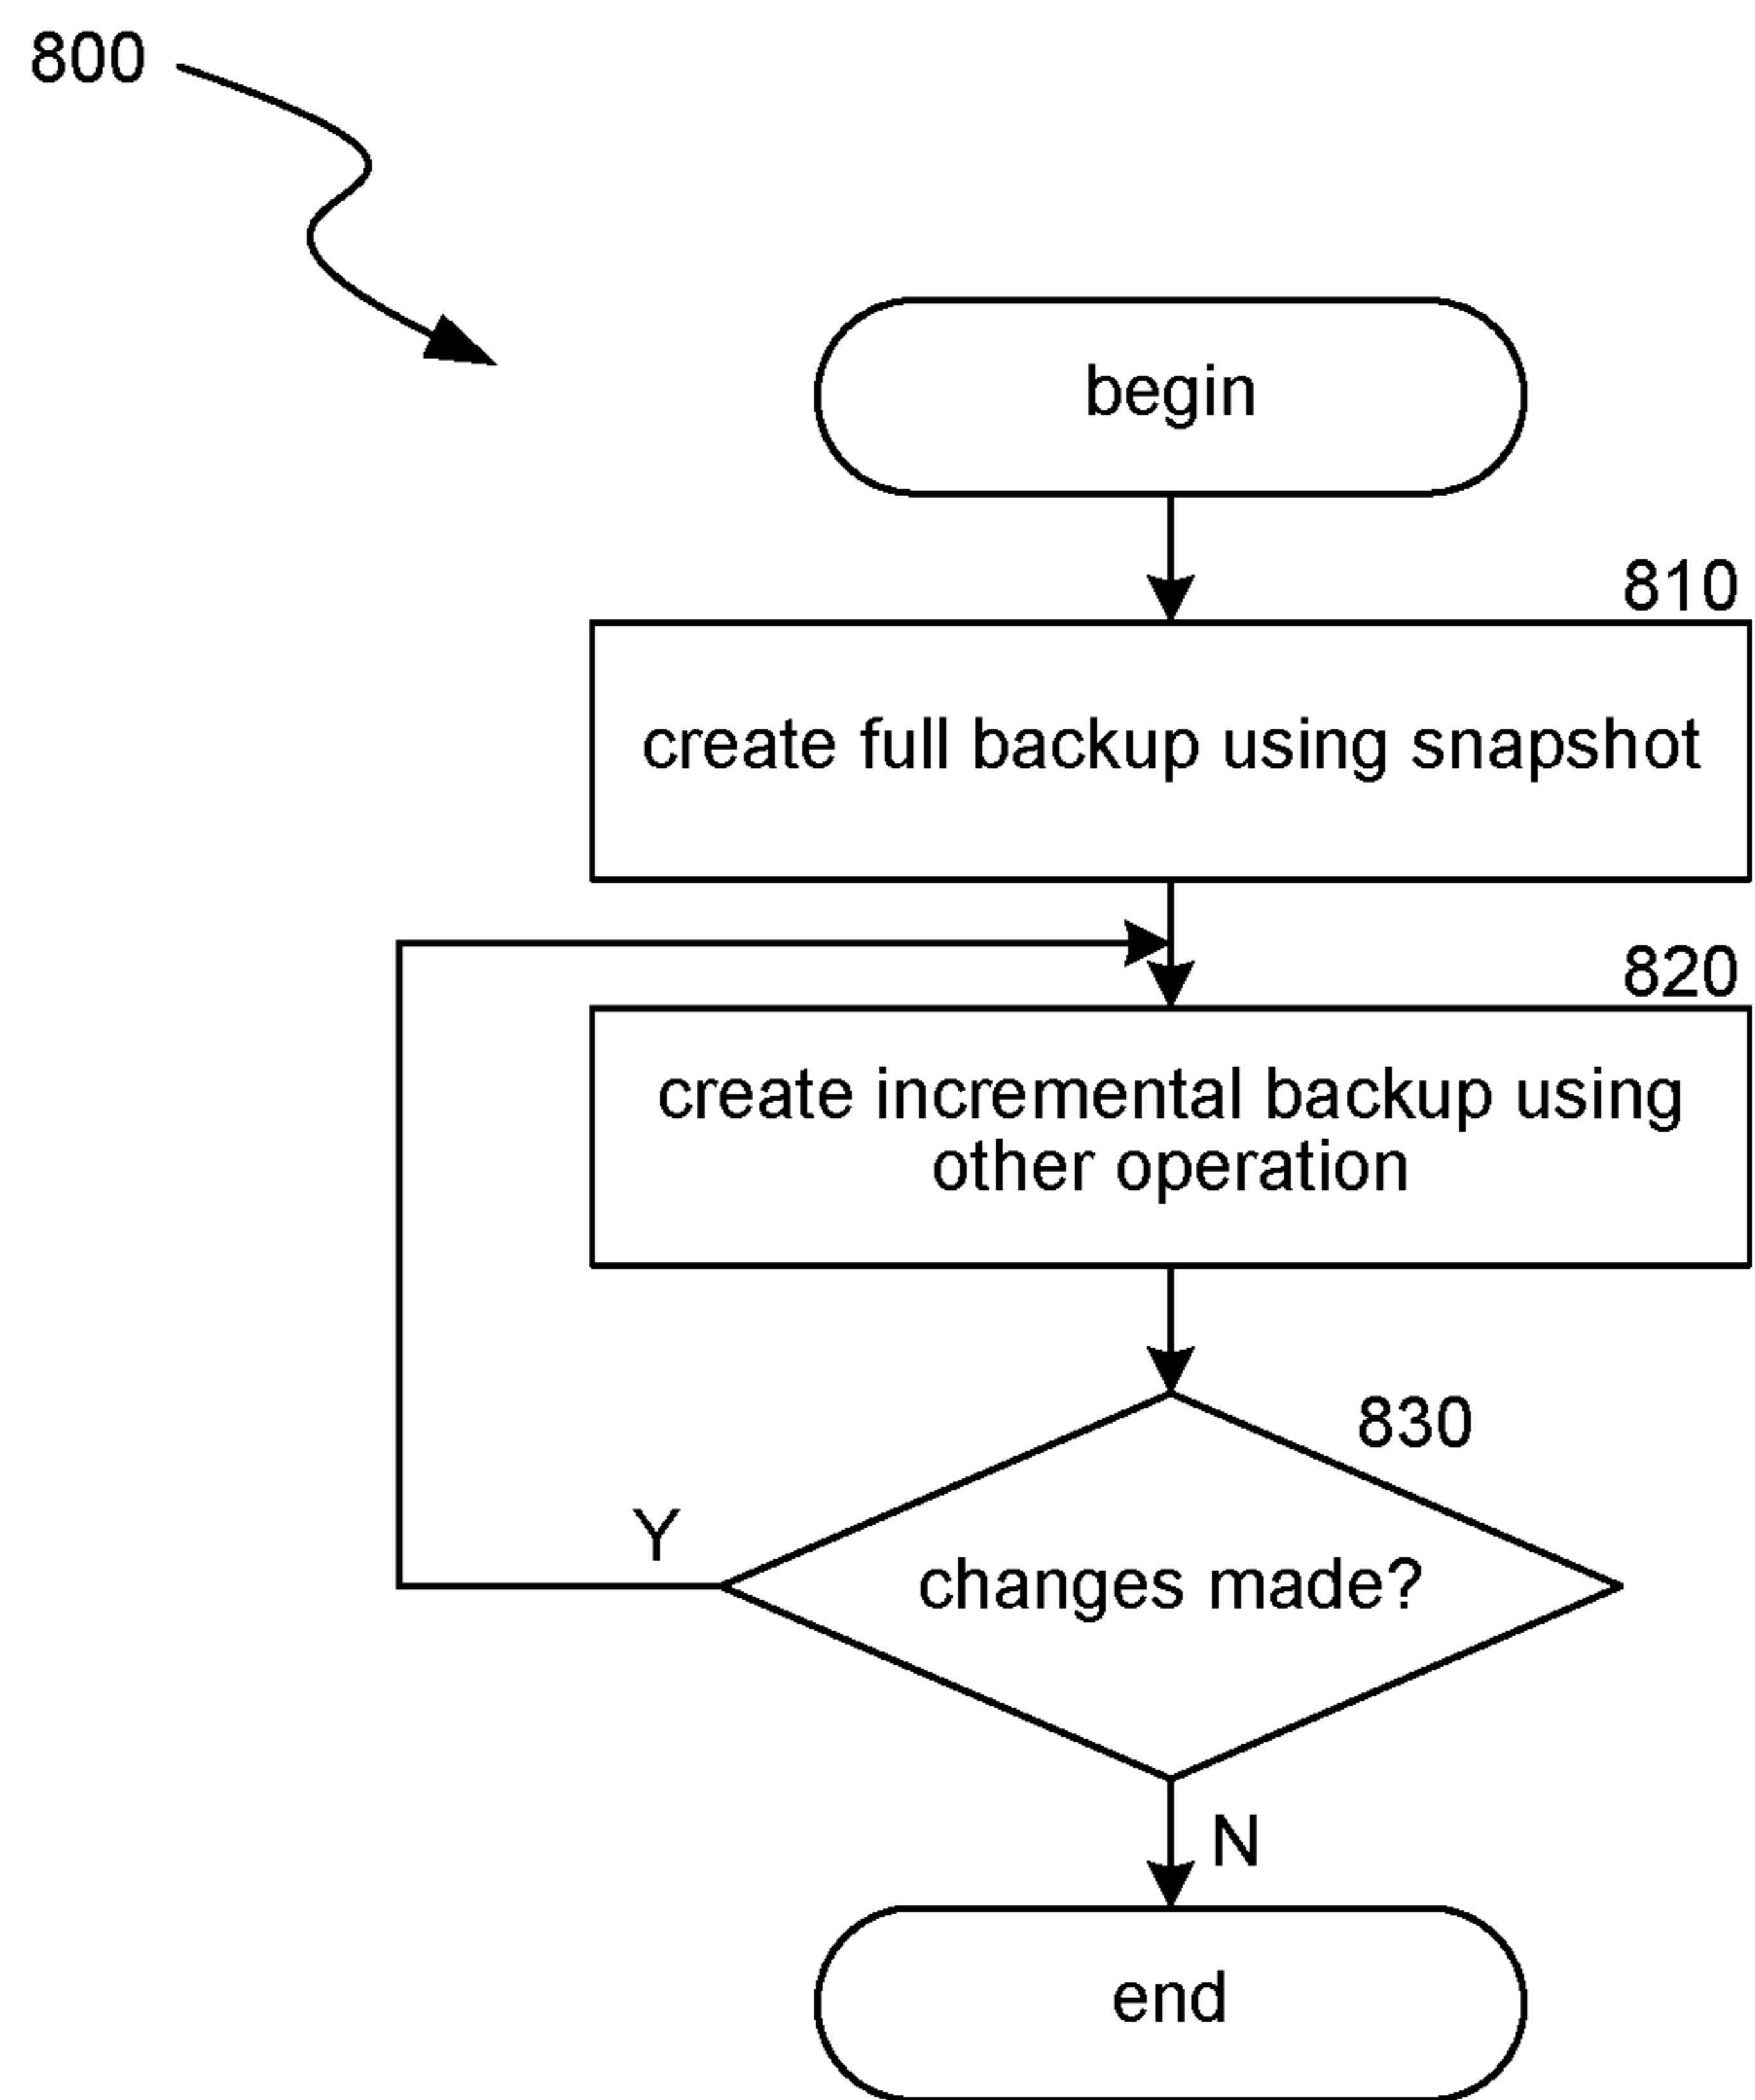 800
begin
810
create full backup using snapshot
820
create incremental backup using
other operation
830
Y
changes made?
N
end